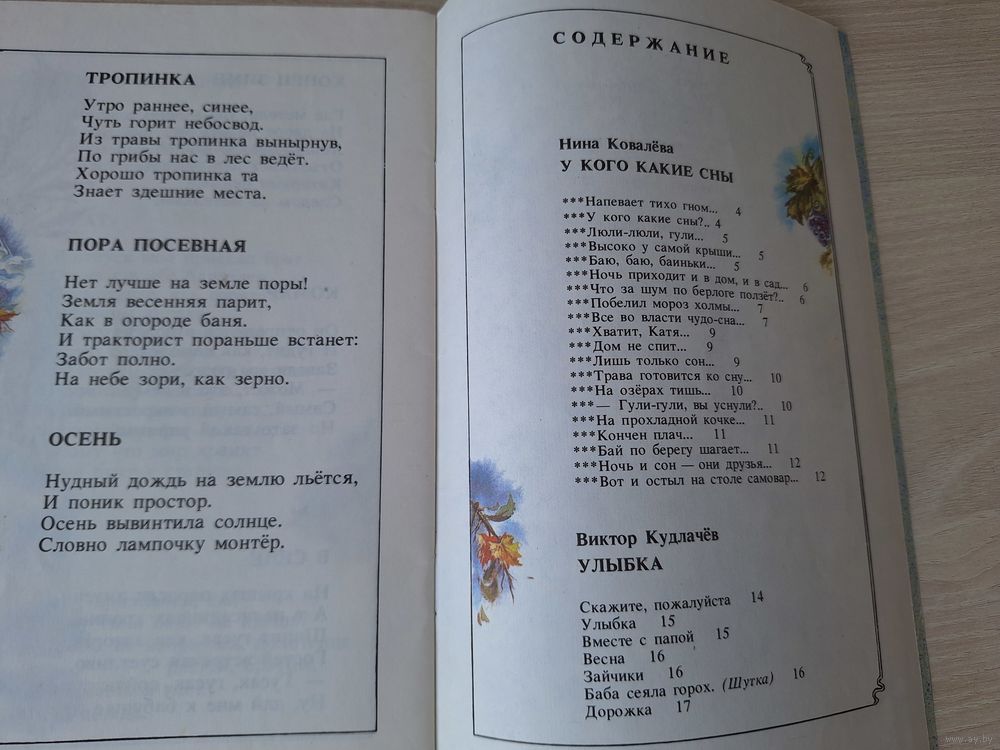 ТРОПИНКА
Утро раннее, синее,
Чуть горит небосвод.
Из травы тропинка вынырнув,
По грибы нас в лес ведёт.
Хорошо тропинка та
Знает здешние места.
ПОРА ПОСЕВНАЯ
Нет лучше на земле поры!
Земля весенняя парит,
Как в огороде баня.
И тракторист пораньше встанет:
Забот полно.
На небе зори, как зерно.
ОСЕНЬ
Нудный дождь на землю льётся,
И поник простор.
Осень вывинтила солнце.
Словно лампочку монтёр.
СОДЕРЖАНИЕ
Нина Ковалёва
У КОГО КАКИЕ СНЫ
***Напевает тихо гном... 4
***У кого какие сны?.. 4
***Люли-люли, гули... 5
***Высоко у самой крыши... 5
***Баю, баю, баиньки... 5
***Ночь приходит и в дом, и в сад... 6
***Что за шум по берлоге ползёт?.. 6
***Побелил мороз холмы... 7
***Все во власти чудо-сна... 7
***Хватит, Катя... 9
***Дом не спит... 9
***Лишь только сон... 9
***Трава готовится ко сну... 10
***На озёрах тишь... 10
***— Гули-гули, вы уснули?.. 10
***На прохладной кочке... 11
***Кончен плач... 11
***Бай по берегу шагает... 11
***Ночь и сон — они друзья... 12
***Вот и остыл на столе самовар... 12
Виктор Кудлачёв
УЛЫБКА
Скажите, пожалуйста 14
Улыбка 15
Вместе с папой 15
Весна 16
Зайчики 16
Баба сеяла горох. (Шутка) 16
Дорожка 17
www.ay.by